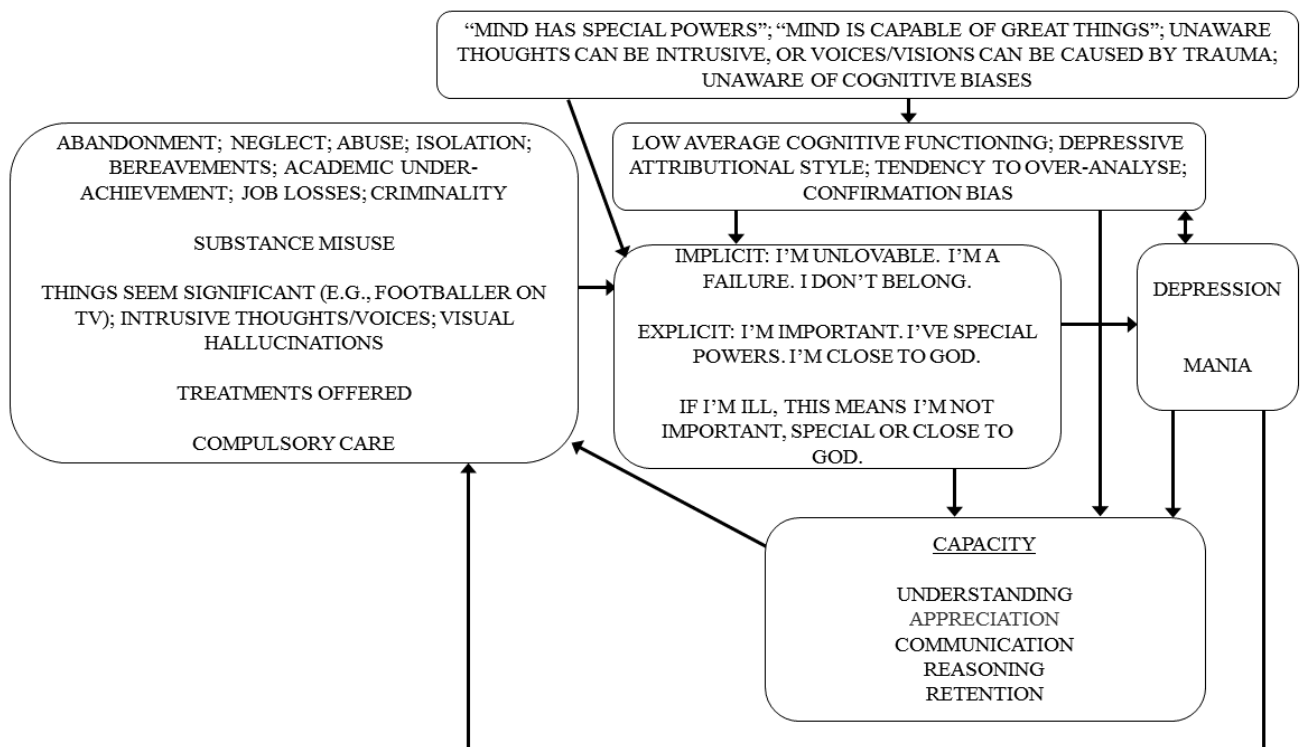 “MIND HAS SPECIAL POWERS”; “MIND IS CAPABLE OF GREAT THINGS”; UNAWARE
THOUGHTS CAN BE INTRUSIVE, OR VOICES/VISIONS CAN BE CAUSED BY TRAUMA;
UNAWARE OF COGNITIVE BIASES
ABANDONMENT; NEGLECT; ABUSE; ISOLATION;
BEREAVEMENTS; ACADEMIC UNDER-
ACHIEVEMENT; JOB LOSSES; CRIMINALITY
SUBSTANCE MISUSE
THINGS SEEM SIGNIFICANT (E.G., FOOTBALLER ON
TV); INTRUSIVE THOUGHTS/VOICES; VISUAL
HALLUCINATIONS
TREATMENTS OFFERED
COMPULSORY CARE
LOW AVERAGE COGNITIVE FUNCTIONING; DEPRESSIVE
ATTRIBUTIONAL STYLE; TENDENCY TO OVER-ANALYSE;
CONFIRMATION BIAS
IMPLICIT: I’M UNLOVABLE. I’M A
FAILURE. I DON’T BELONG.
EXPLICIT: I’M IMPORTANT. I’VE SPECIAL
POWERS. I’M CLOSE TO GOD.
IF I’M ILL, THIS MEANS I’M NOT
IMPORTANT, SPECIAL OR CLOSE TO
GOD.
DEPRESSION
MANIA
CAPACITY
UNDERSTANDING
APPRECIATION
COMMUNICATION
REASONING
RETENTION